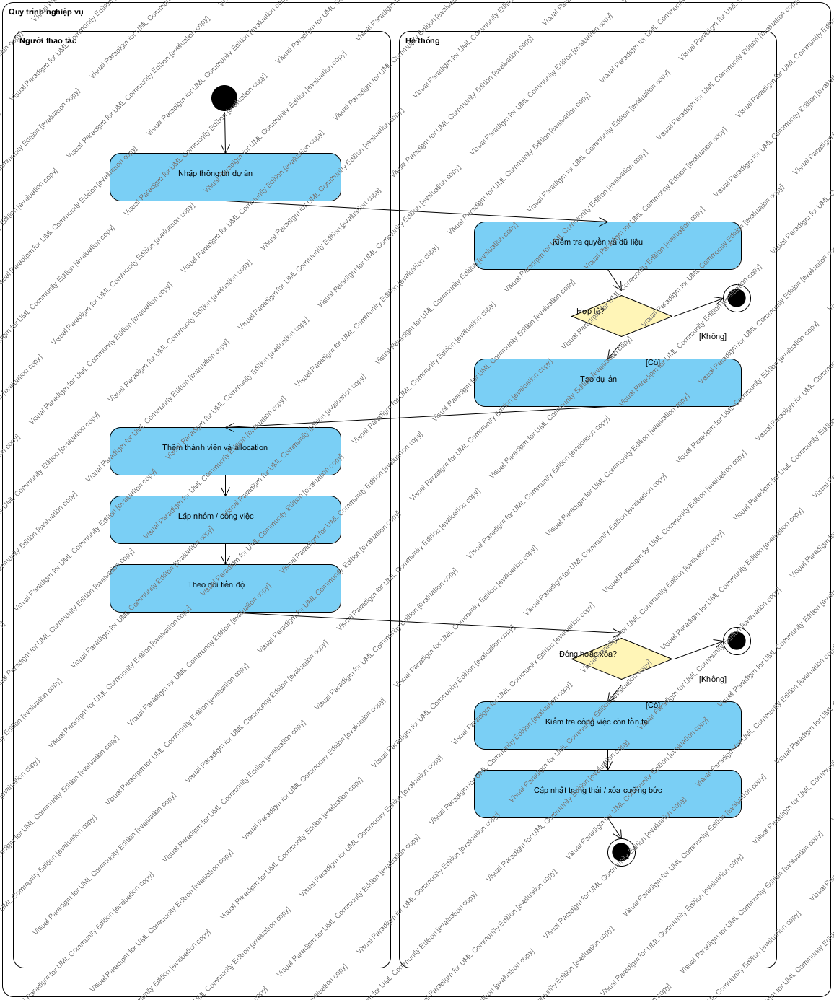 Quy trình nghiệp vụ
Người thao tác
Hệ thống
Nhập thông tin dự án
Kiểm tra quyền và dữ liệu
Hợp lệ?
[Không]
[Có]
Tạo dự án
Thêm thành viên và allocation
Lập nhóm / công việc
Theo dõi tiến độ
Đóng hoặc xóa?
[Không]
[Có]
Kiểm tra công việc còn tồn tại
Cập nhật trạng thái / xóa cưỡng bức
Visual Paradigm for UML Community Edition [evaluation copy]